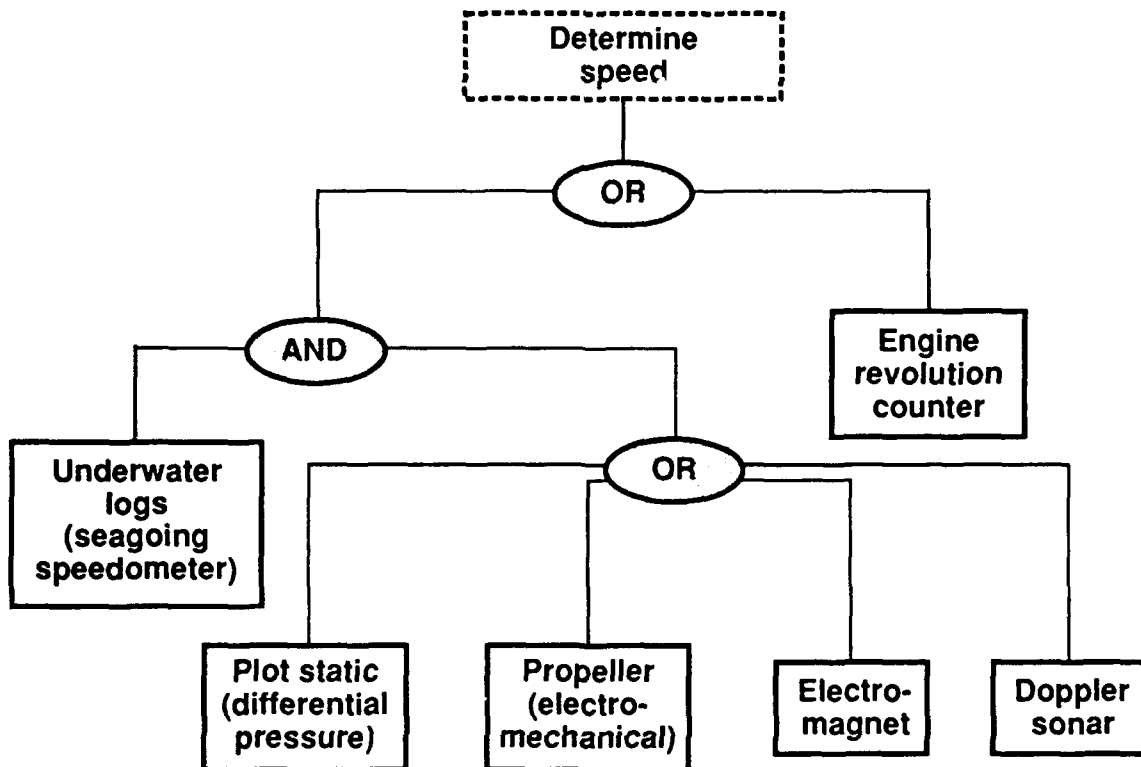 Determine
speed
OR
AND
Engine
revolution
counter
Underwater
logs
(seagoing
speedometer)
OR
Plot static
(differential
pressure)
Propeller
(electro-
mechanical)
Electro-
magnet
Doppler
sonar